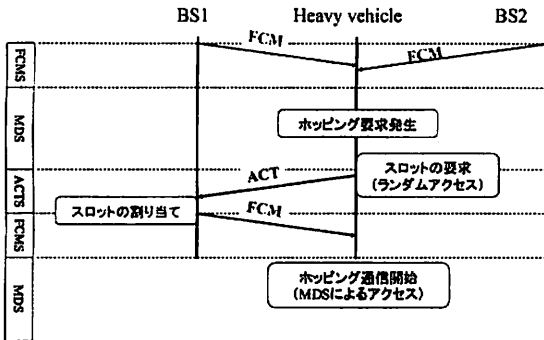 BS1 Heavy vehicle BS2
FCM FCM
FCMS
MDS
ホッピング要求発生
ACTS
ACT
スロットの要求
(ランダムアクセス)
スロットの割り当て
FCM
FCMS
MDS
ホッピング通信開始
(MDSによるアクセス)